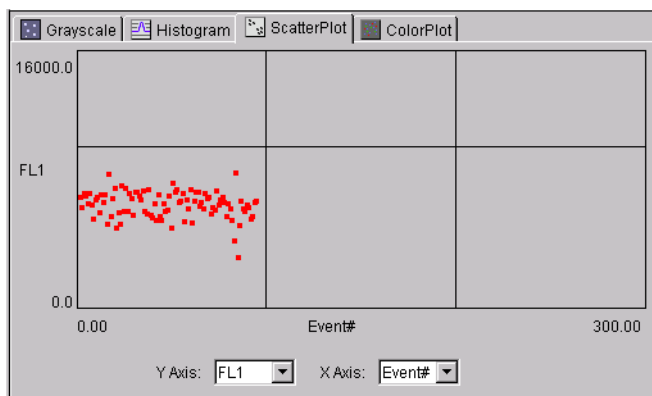 Grayscale Histogram ScatterPlot ColorPlot
16000.0
FL1
0.0
0.00 Event# 300.00
Y Axis: FL1 X Axis: Event#